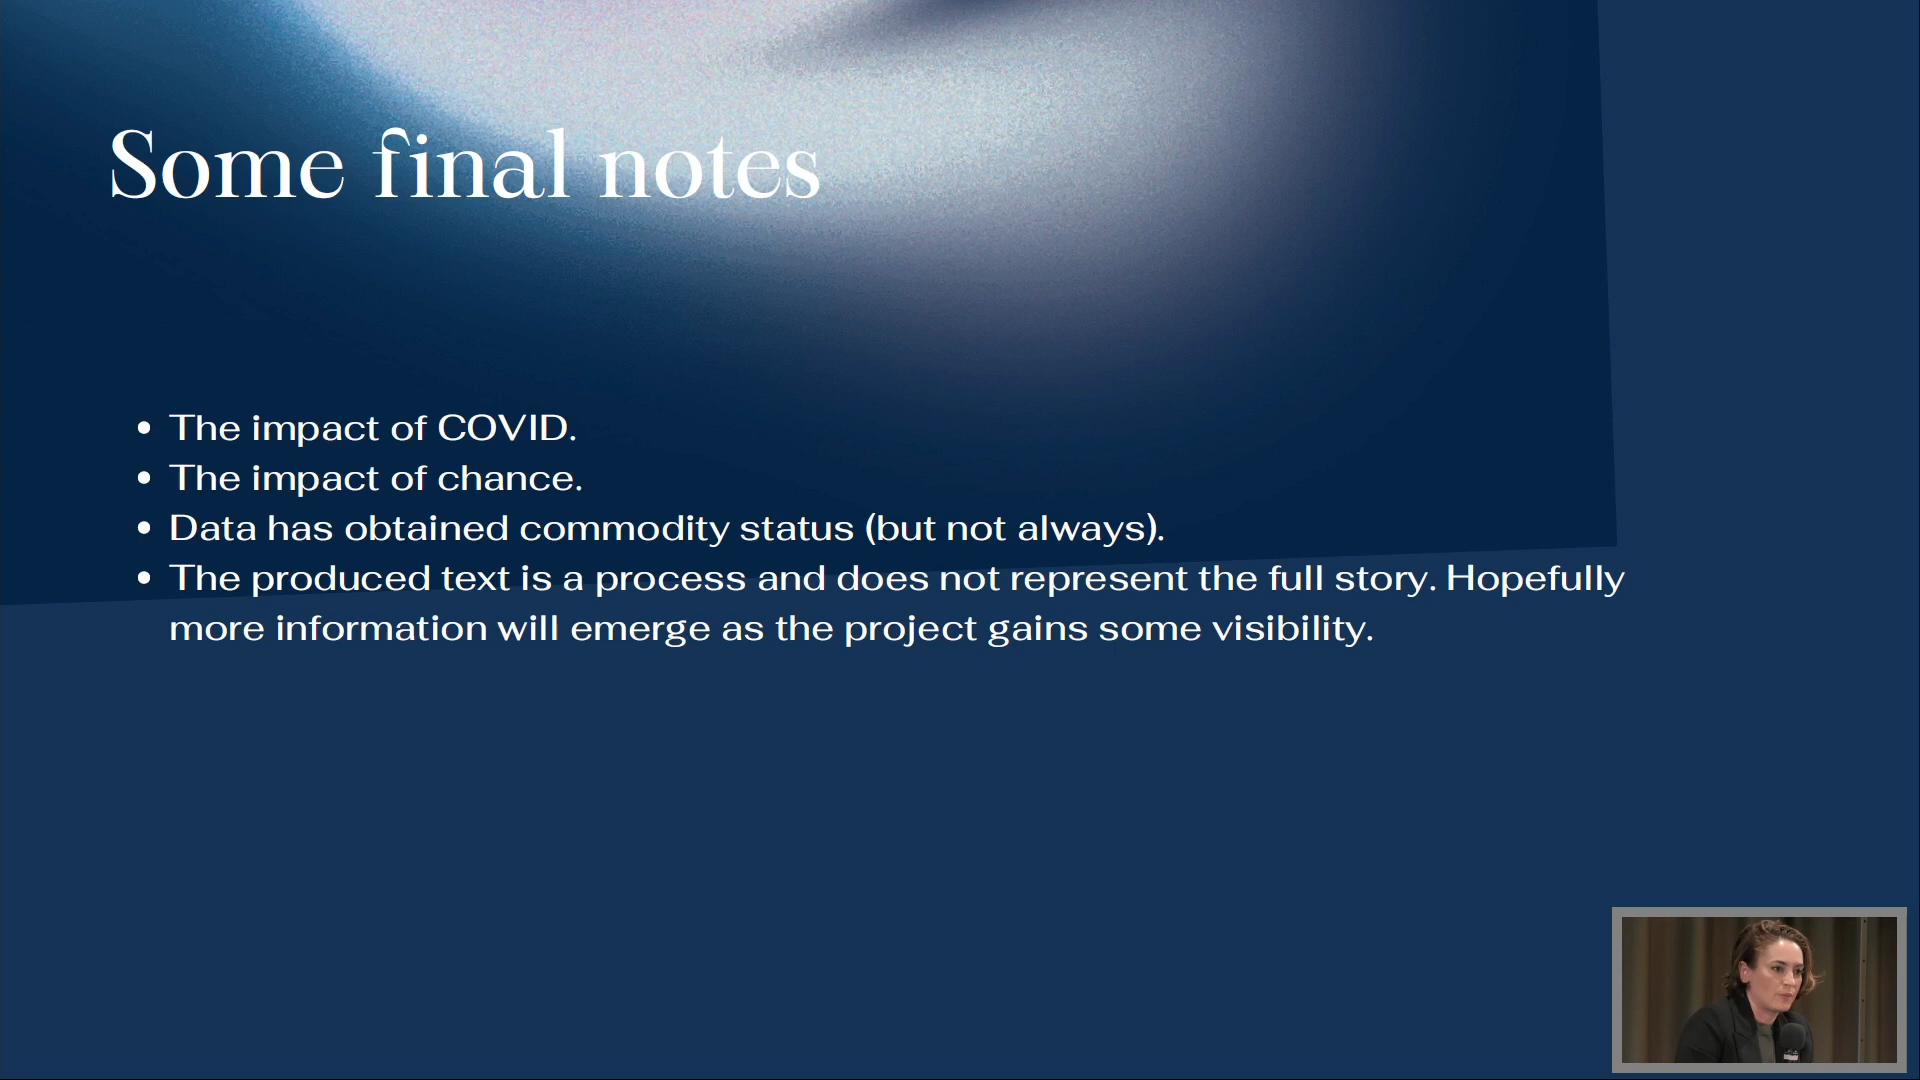 Some final notes
• The impact of COVID.
• The impact of chance.
• Data has obtained commodity status (but not always).
• The produced text is a process and does not represent the full story. Hopefully
more information will emerge as the project gains some visibility.